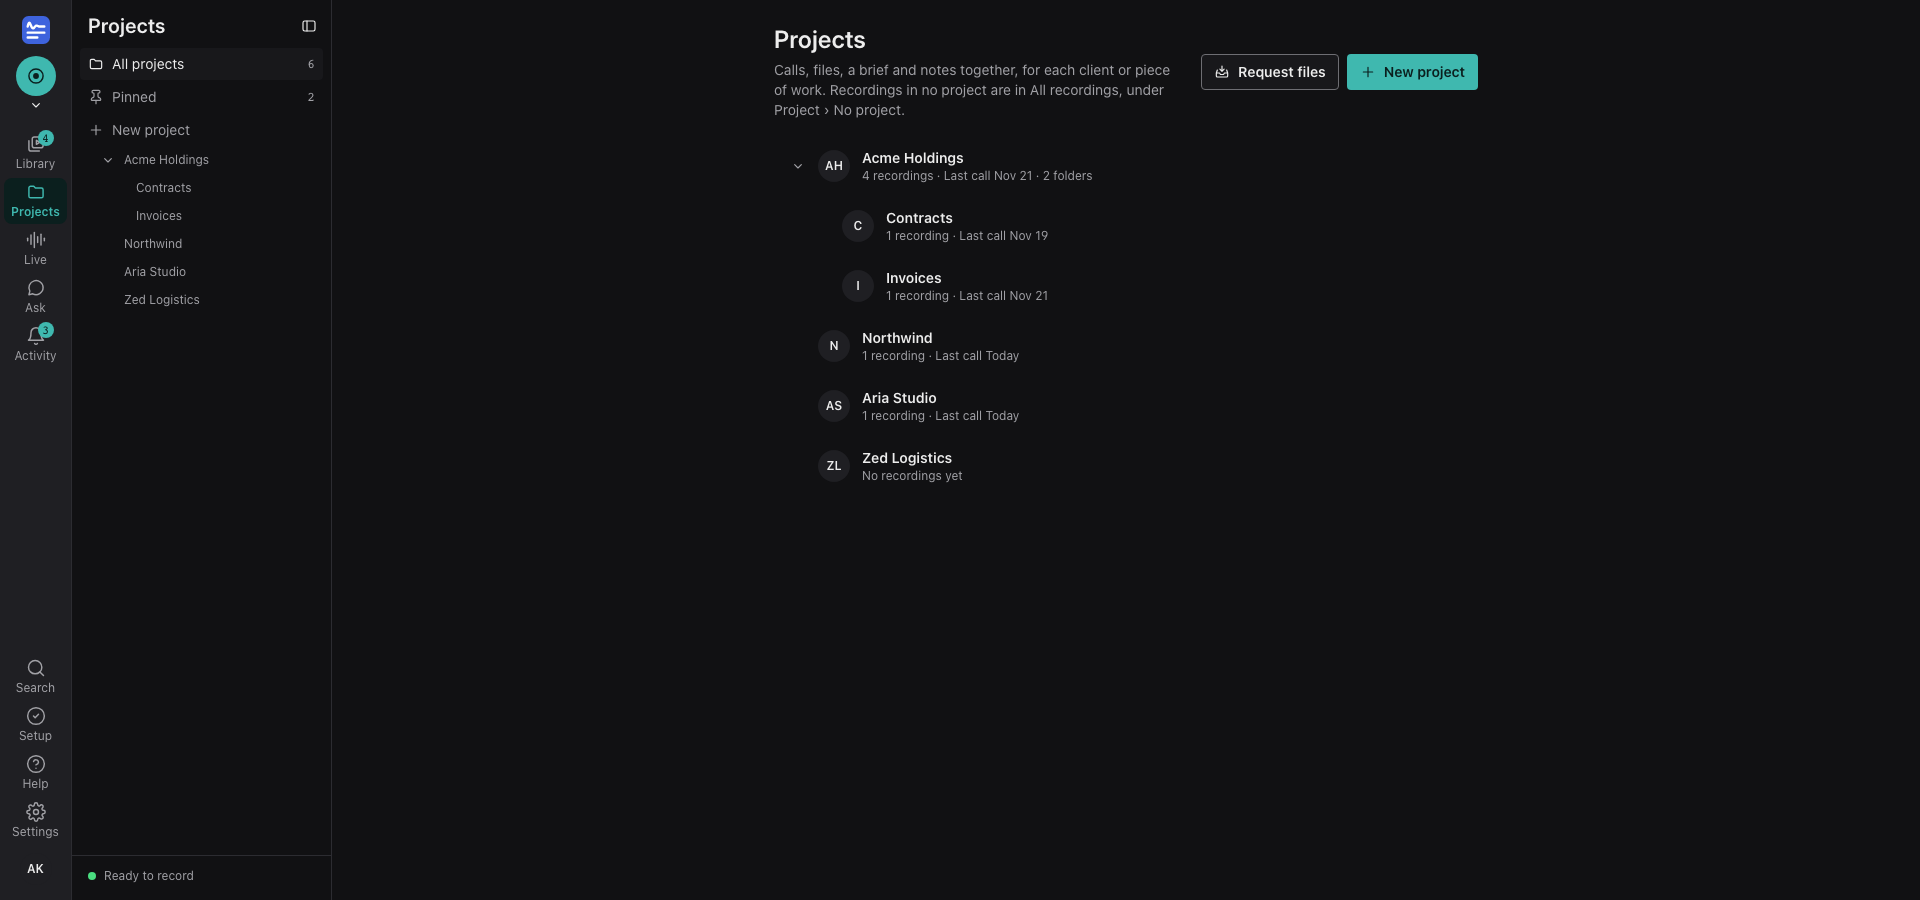 Projects
All projects 6
Pinned 2
New project
Acme Holdings
Contracts
Invoices
Northwind
Aria Studio
Zed Logistics
Ready to record
4
Library
Projects
Live
Ask
3
Activity
Search
Setup
Help
Settings
AK
Projects
Calls, files, a brief and notes together, for each client or piece
of work. Recordings in no project are in All recordings, under
Project › No project.
Request files
New project
AH
Acme Holdings
4 recordings · Last call Nov 21 · 2 folders
C
Contracts
1 recording · Last call Nov 19
I
Invoices
1 recording · Last call Nov 21
N
Northwind
1 recording · Last call Today
AS
Aria Studio
1 recording · Last call Today
ZL
Zed Logistics
No recordings yet